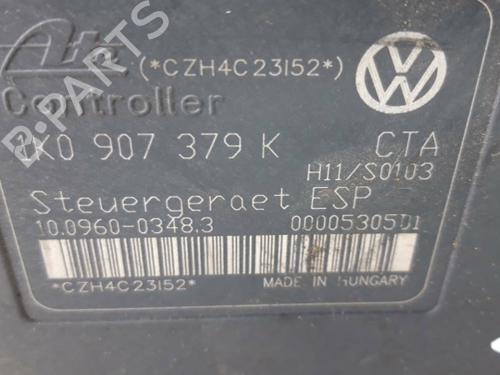 Ate (*CZH4C23152*)
Controller
1K0 907 379 K CTA
H11/S0103
Steuergeraet ESP
10.0960-0348.3 0000530501
*CZH4C23152* MADE IN HUNGARY